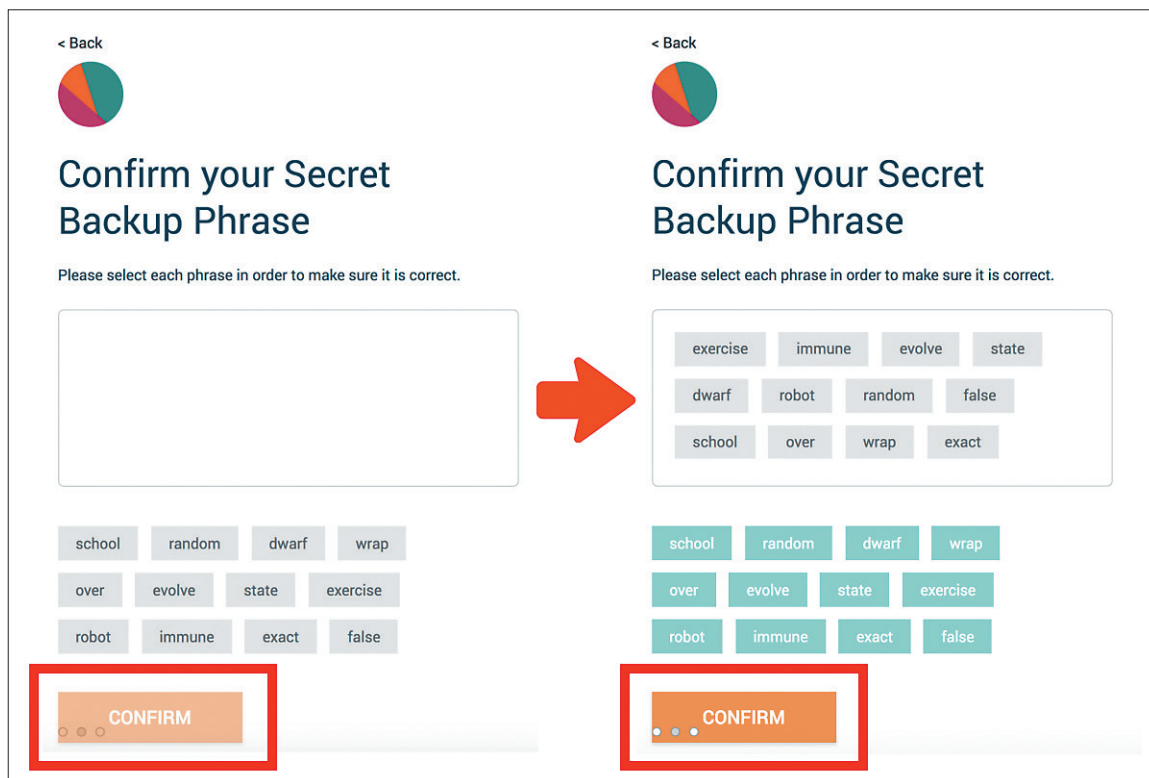 < Back
Confirm your Secret
Backup Phrase
Please select each phrase in order to make sure it is correct.
school random dwarf wrap
over evolve state exercise
robot immune exact false
CONFIRM
< Back
Confirm your Secret
Backup Phrase
Please select each phrase in order to make sure it is correct.
exercise immune evolve state
dwarf robot random false
school over wrap exact
school random dwarf wrap
over evolve state exercise
robot immune exact false
CONFIRM